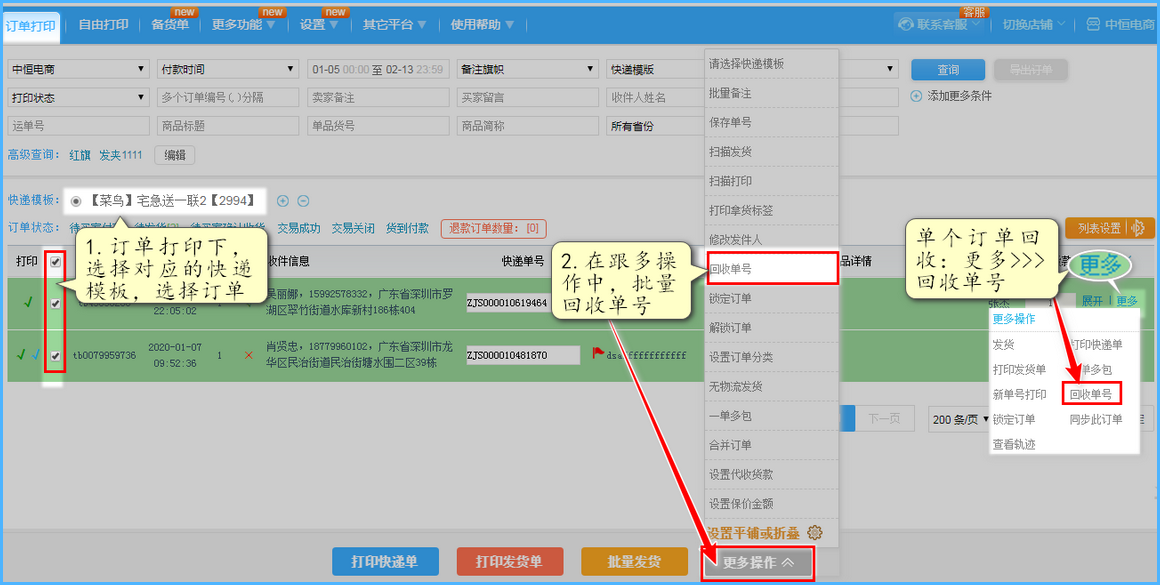 订单打印 自由打印 备货单 new 更多功能 new 设置 new 其它平台 使用帮助 联系客服 客服 切换店铺 中恒电商
中恒电商 付款时间 01-05 00:00 至 02-13 23:59 备注旗帜 快递模版 查询 导出订单
打印状态 多个订单编号(,)分隔 卖家备注 买家留言 收件人姓名 添加更多条件
运单号 商品标题 单品货号 商品简称 所有省份
高级查询: 红旗 发夹1111 编辑
快递模板: 【菜鸟】宅急送一联2【2994】
订单状态: 交易成功 交易关闭 货到付款 退款订单数量: [0] 列表设置
打印 收件信息 快递单号 品详情
22:05:02
吴丽娜, 15992578332, 广东省深圳市罗
湖区翠竹街道水库新村186栋404
ZJS000010619464
展开 | 更多
tb0079959736 2020-01-07
09:52:36
1
肖贤忠, 18779960102, 广东省深圳市龙
华区民治街道民治街塘水围二区39栋
ZJS000010481870
dsaffffffffffff
1. 订单打印下,
选择对应的快递
模板, 选择订单
2. 在跟多操
作中, 批量
回收单号
单个订单回
收: 更多>>>
回收单号
更多
请选择快递模板
批量备注
保存单号
扫描发货
扫描打印
打印拿货标签
修改发件人
回收单号
锁定订单
解锁订单
设置订单分类
无物流发货
一单多包
合并订单
设置代收货款
设置保价金额
设置平铺或折叠
更多操作
发货 打印快递单
打印发货单 单多包
新单号打印 回收单号
锁定订单 同步此订单
查看轨迹
下一页 200 条/页
打印快递单 打印发货单 批量发货 更多操作